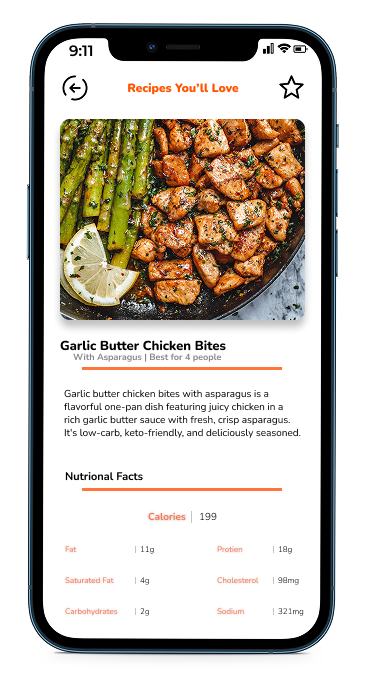 9:11
Recipes You'll Love
Garlic Butter Chicken Bites
With Asparagus | Best for 4 people
Garlic butter chicken bites with asparagus is a
flavorful one-pan dish featuring juicy chicken in a
rich garlic butter sauce with fresh, crisp asparagus.
It's low-carb, keto-friendly, and deliciously seasoned.
Nutrional Facts
Calories | 199
Fat | 11g Protien | 18g
Saturated Fat | 4g Cholesterol | 98mg
Carbohydrates | 2g Sodium | 321mg